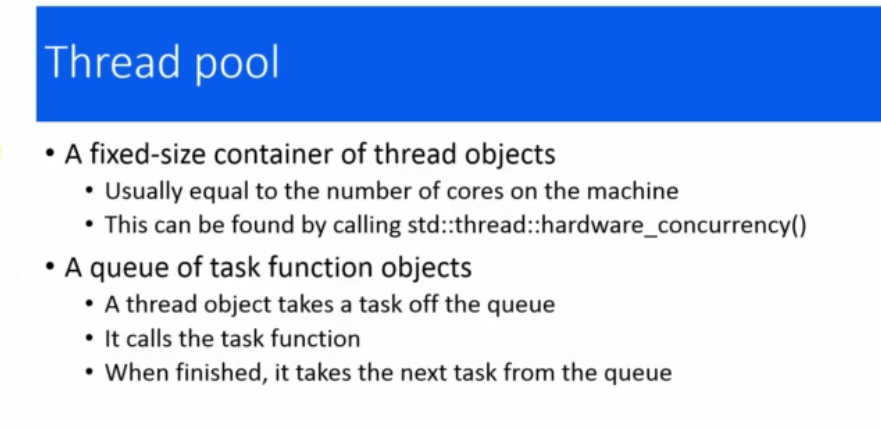 Thread pool
• A fixed-size container of thread objects
• Usually equal to the number of cores on the machine
• This can be found by calling std::thread::hardware_concurrency()
• A queue of task function objects
• A thread object takes a task off the queue
• It calls the task function
• When finished, it takes the next task from the queue